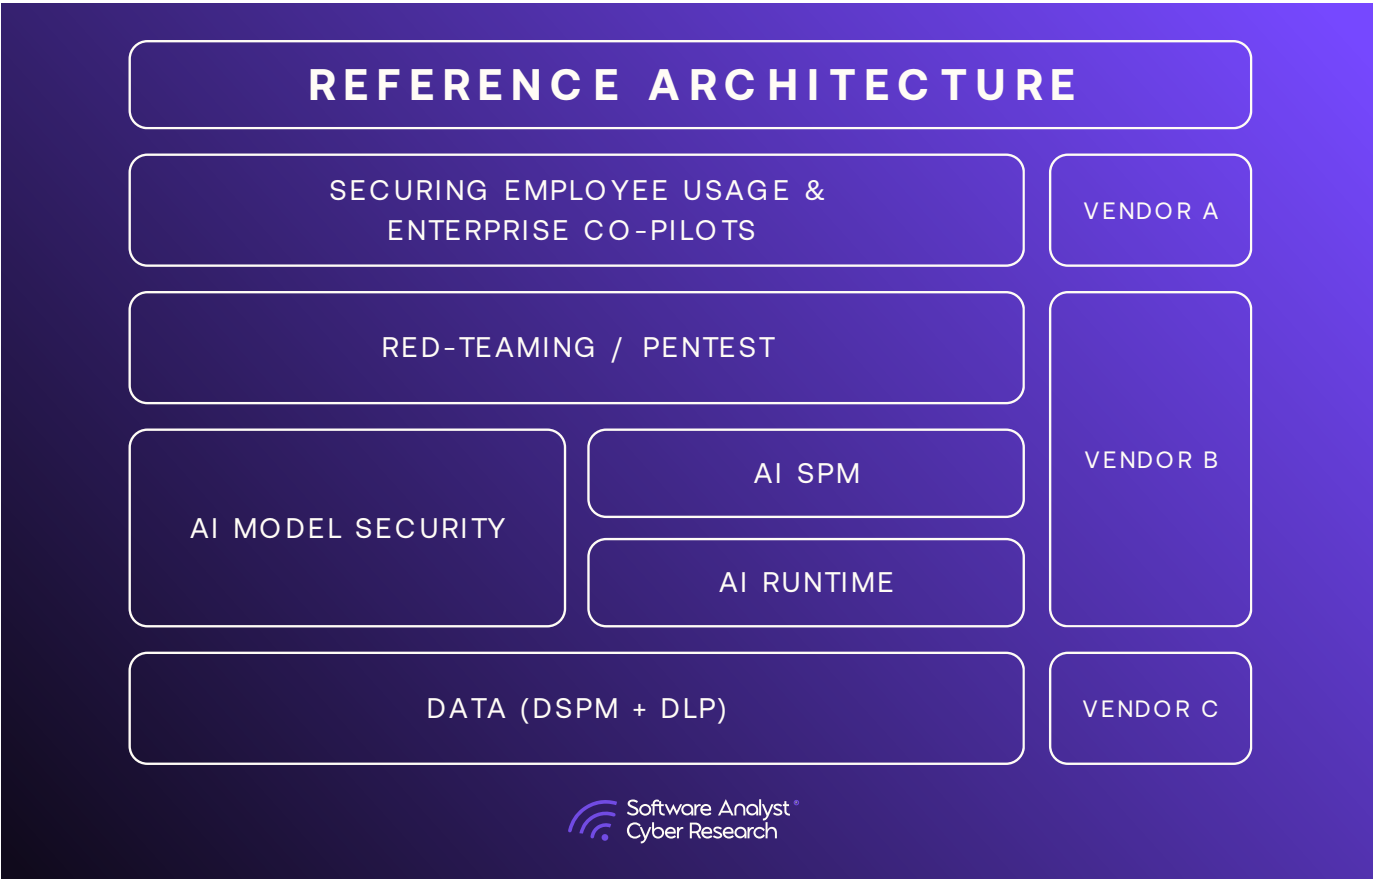 REFERENCE ARCHITECTURE
SECURING EMPLOYEE USAGE &
ENTERPRISE CO-PILOTS
VENDOR A
RED-TEAMING / PENTEST
VENDOR B
AI MODEL SECURITY
AI SPM
AI RUNTIME
DATA (DSPM + DLP)
VENDOR C
Software Analyst®
Cyber Research